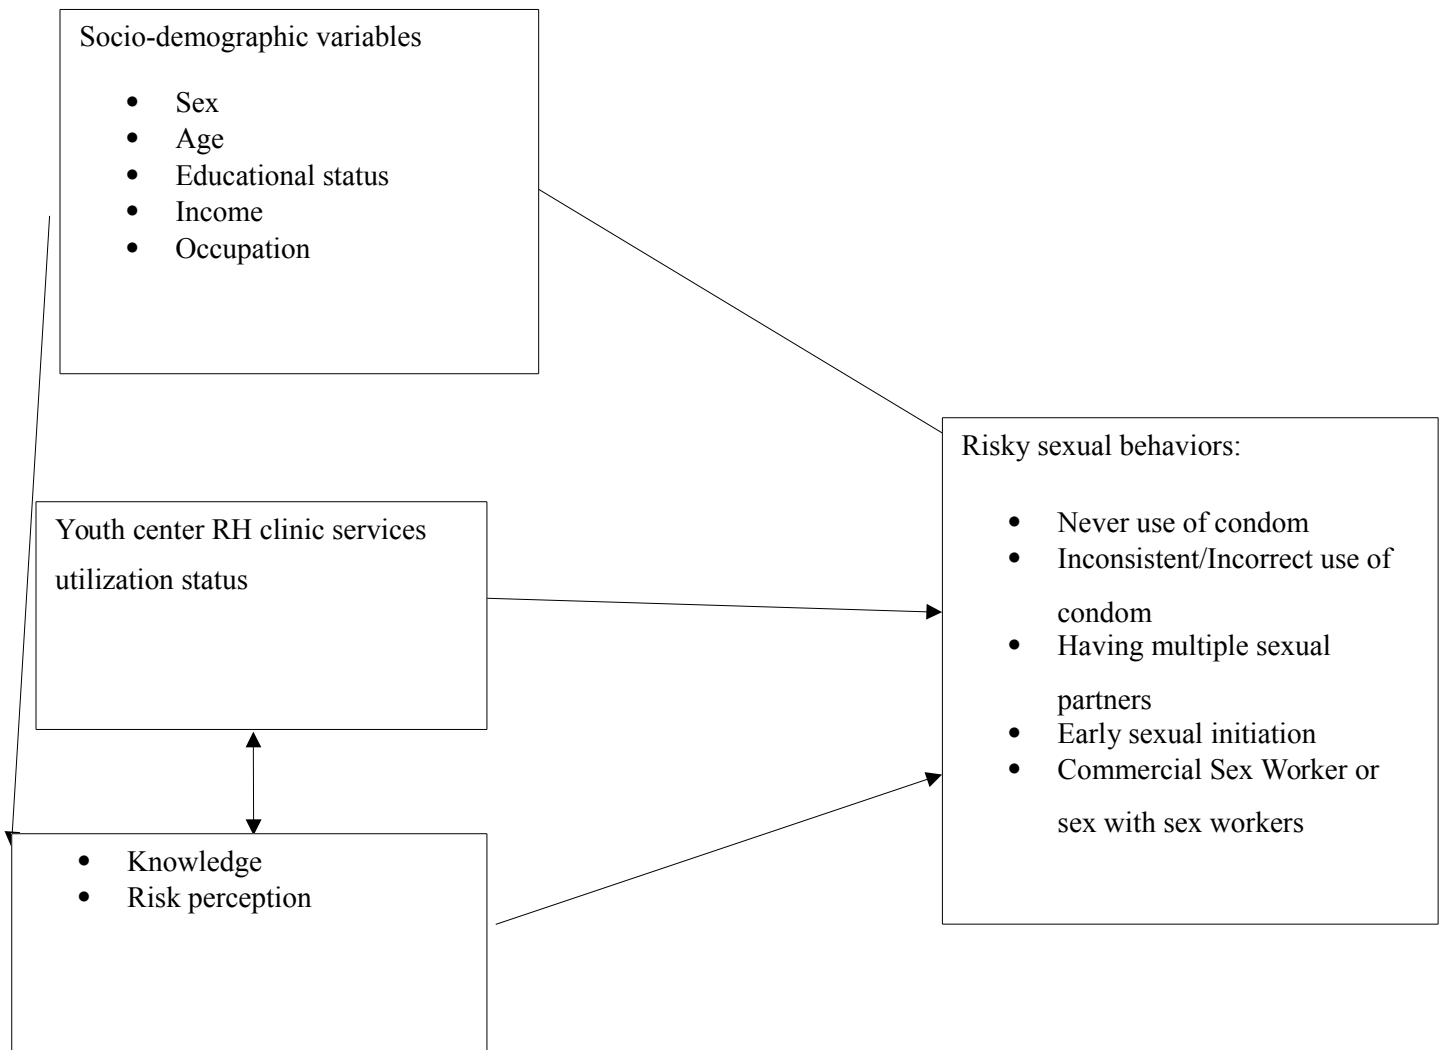 Socio-demographic variables
• Sex
• Age
• Educational status
• Income
• Occupation
Youth center RH clinic services
utilization status
• Knowledge
• Risk perception
Risky sexual behaviors:
• Never use of condom
• Inconsistent/Incorrect use of
condom
• Having multiple sexual
partners
• Early sexual initiation
• Commercial Sex Worker or
sex with sex workers